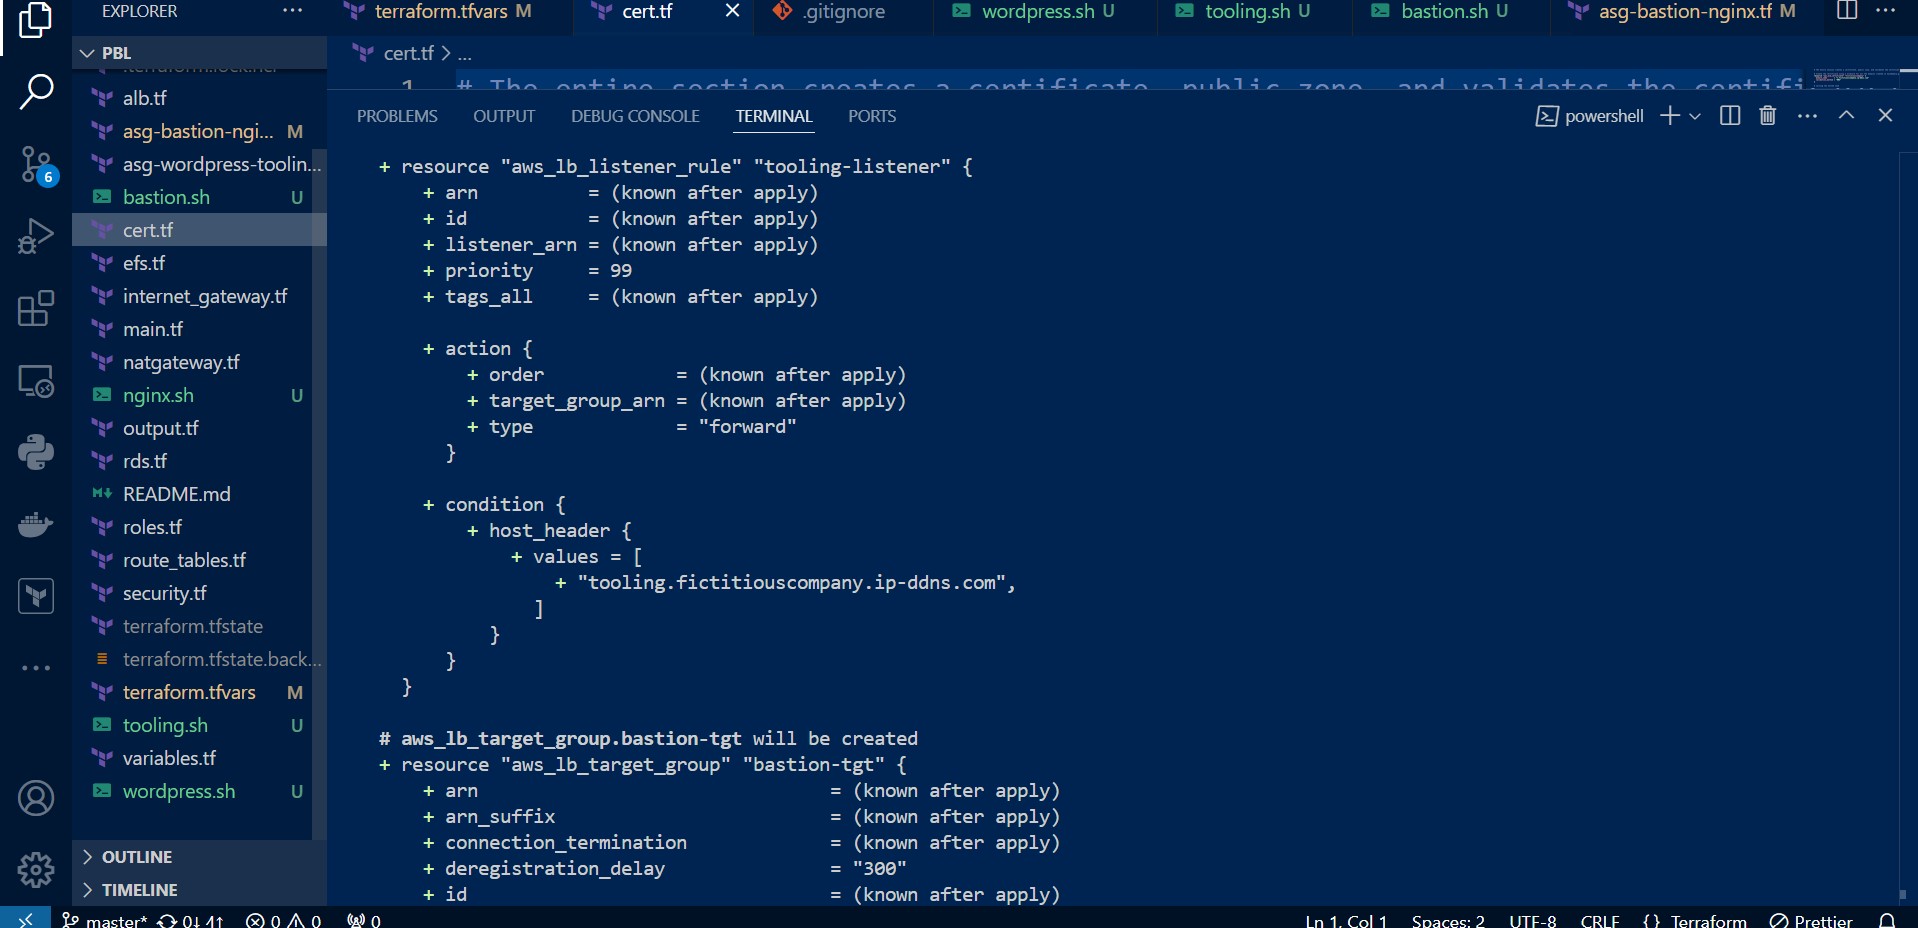 EXPLORER
terraform.tfvars M
cert.tf
.gitignore
wordpress.sh U
tooling.sh U
bastion.sh U
asg-bastion-nginx.tf M
PBL
cert.tf > ...
.terraform.lock.hcl
1 # The entire section creates a certificate, public zone, and validates the certifi
alb.tf
asg-bastion-ngi... M
asg-wordpress-toolin...
bastion.sh U
cert.tf
efs.tf
internet_gateway.tf
main.tf
natgateway.tf
nginx.sh U
output.tf
rds.tf
README.md
roles.tf
route_tables.tf
security.tf
terraform.tfstate
terraform.tfstate.back...
terraform.tfvars M
tooling.sh U
variables.tf
wordpress.sh U
OUTLINE
TIMELINE
6
PROBLEMS OUTPUT DEBUG CONSOLE TERMINAL PORTS
powershell
+ resource "aws_lb_listener_rule" "tooling-listener" {
+ arn = (known after apply)
+ id = (known after apply)
+ listener_arn = (known after apply)
+ priority = 99
+ tags_all = (known after apply)
+ action {
+ order = (known after apply)
+ target_group_arn = (known after apply)
+ type = "forward"
}
+ condition {
+ host_header {
+ values = [
+ "tooling.fictitiouscompany.ip-ddns.com",
]
}
}
}
# aws_lb_target_group.bastion-tgt will be created
+ resource "aws_lb_target_group" "bastion-tgt" {
+ arn = (known after apply)
+ arn_suffix = (known after apply)
+ connection_termination = (known after apply)
+ deregistration_delay = "300"
+ id = (known after apply)
master* 0↓ 4↑ 0 0 0
Ln 1, Col 1 Spaces: 2 UTF-8 CRLF {} Terraform Prettier